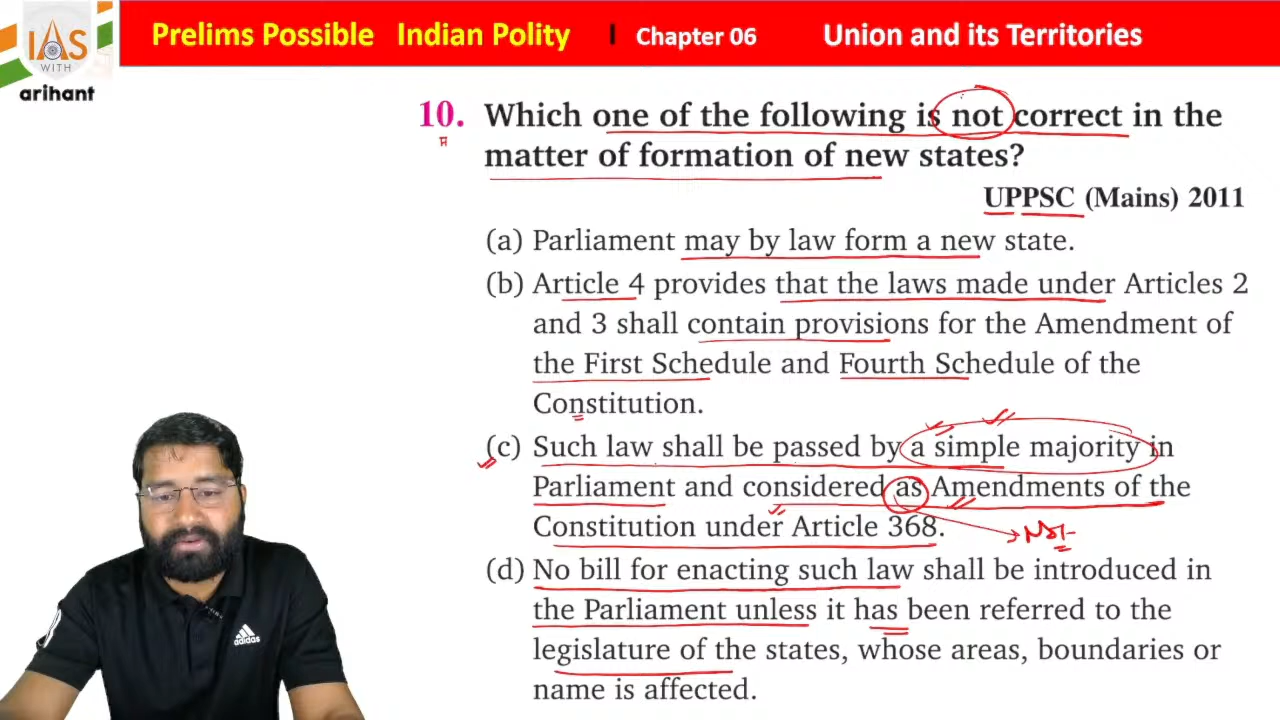 IAS
WITH
arihant
Prelims Possible Indian Polity | Chapter 06 Union and its Territories
10. Which one of the following is not correct in the
matter of formation of new states?
UPPSC (Mains) 2011
(a) Parliament may by law form a new state.
(b) Article 4 provides that the laws made under Articles 2
and 3 shall contain provisions for the Amendment of
the First Schedule and Fourth Schedule of the
Constitution.
(c) Such law shall be passed by a simple majority in
Parliament and considered as Amendments of the
Constitution under Article 368.
Not
(d) No bill for enacting such law shall be introduced in
the Parliament unless it has been referred to the
legislature of the states, whose areas, boundaries or
name is affected.
adidas